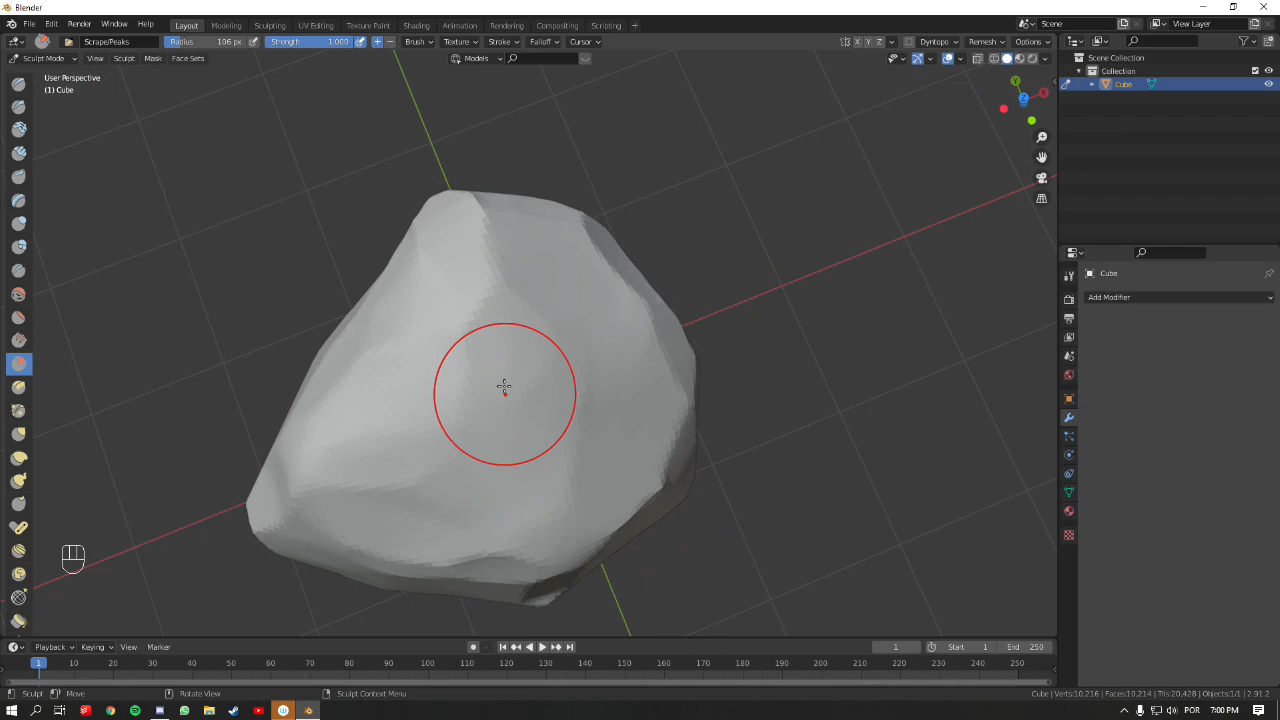 Blender
File Edit Render Window Help Layout Modeling Sculpting UV Editing Texture Paint Shading Animation Rendering Compositing Scripting + Scene View Layer
Scrape/Peaks Radius 106 px Strength 1.000 Brush Texture Stroke Falloff Cursor X Y Z Dyntopo Remesh Options
Sculpt Mode View Sculpt Mask Face Sets Models
Scene Collection
Collection
Cube
User Perspective
(1) Cube
Y X Z
Cube
Add Modifier
Playback Keying View Marker 1 Start 1 End 250
1 10 20 30 40 50 60 70 80 90 100 110 120 130 140 150 160 170 180 190 200 210 220 230 240 250
Sculpt Move Rotate View Sculpt Context Menu Cube | Verts:10,216 | Faces:10,214 | Tris:20,428 | Objects:1/1 | 2.91.2
POR 7:00 PM